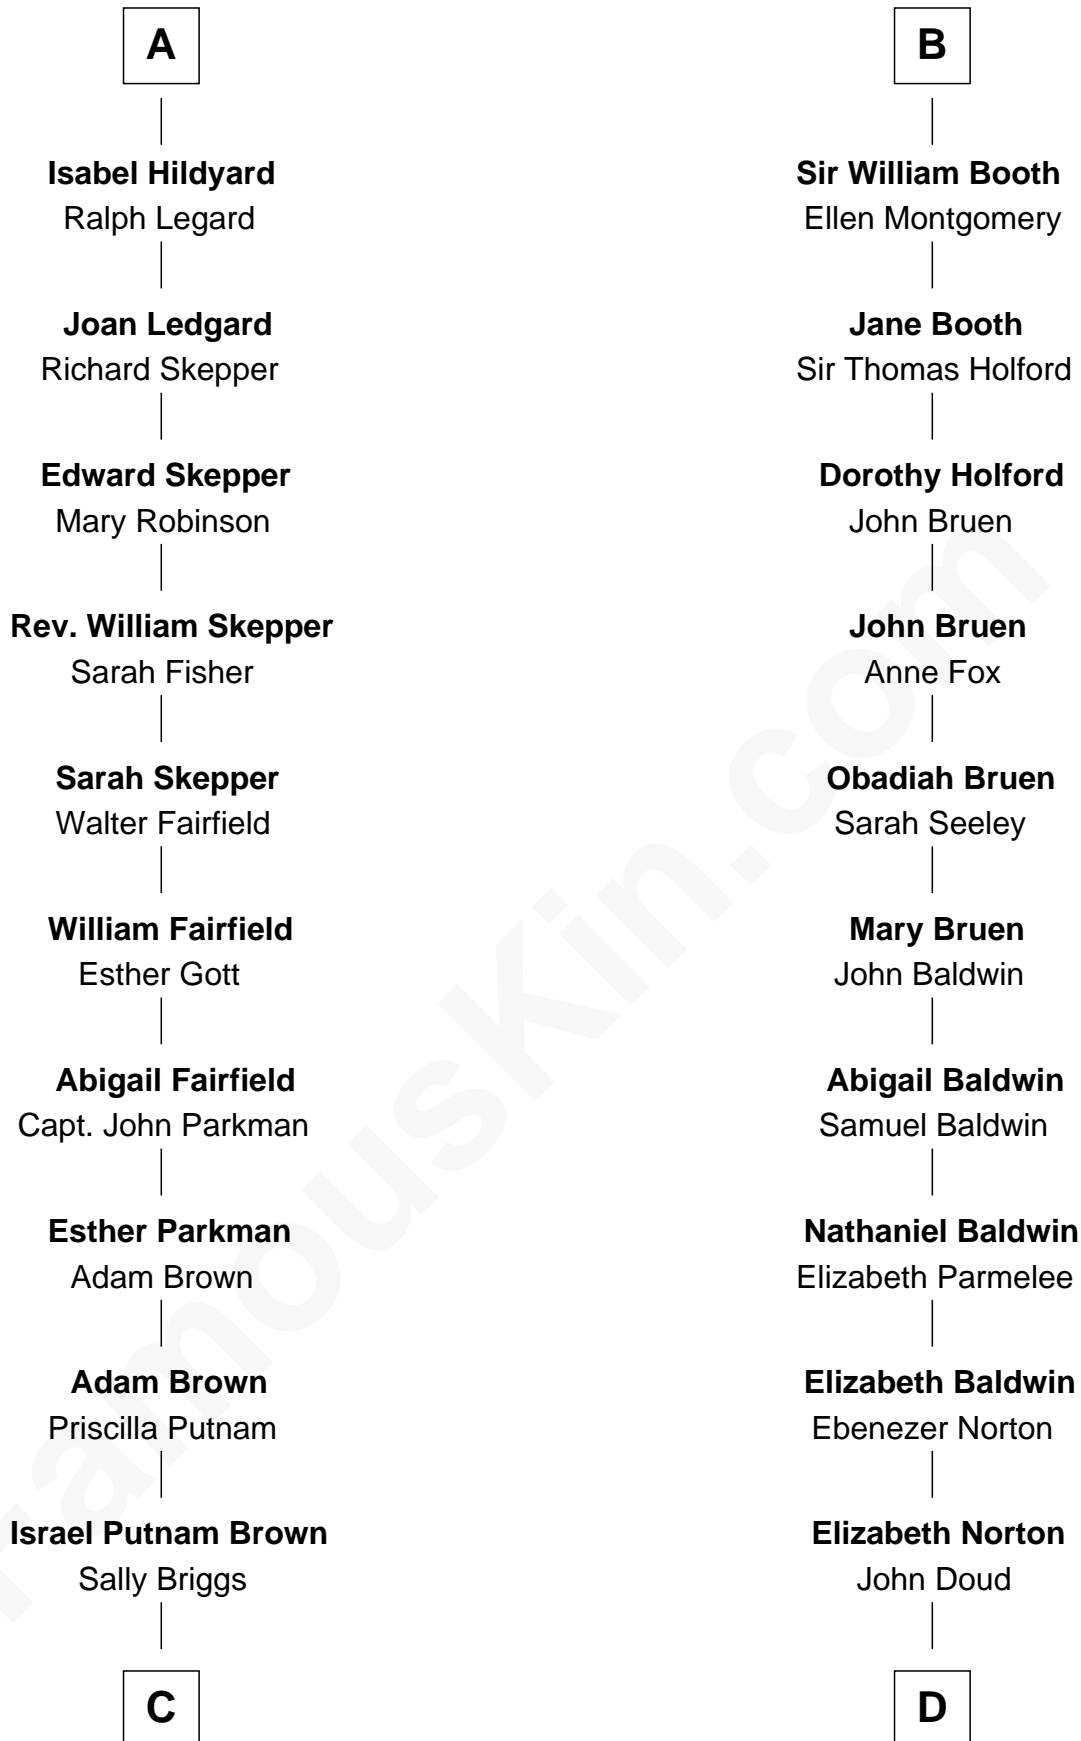 A
Isabel Hildyard
Ralph Legard
Joan Ledgard
Richard Skepper
Edward Skepper
Mary Robinson
Rev. William Skepper
Sarah Fisher
Sarah Skepper
Walter Fairfield
William Fairfield
Esther Gott
Abigail Fairfield
Capt. John Parkman
Esther Parkman
Adam Brown
Adam Brown
Priscilla Putnam
Israel Putnam Brown
Sally Briggs
C
B
Sir William Booth
Ellen Montgomery
Jane Booth
Sir Thomas Holford
Dorothy Holford
John Bruen
John Bruen
Anne Fox
Obadiah Bruen
Sarah Seeley
Mary Bruen
John Baldwin
Abigail Baldwin
Samuel Baldwin
Nathaniel Baldwin
Elizabeth Parmelee
Elizabeth Baldwin
Ebenezer Norton
Elizabeth Norton
John Doud
D
FamousKin.com